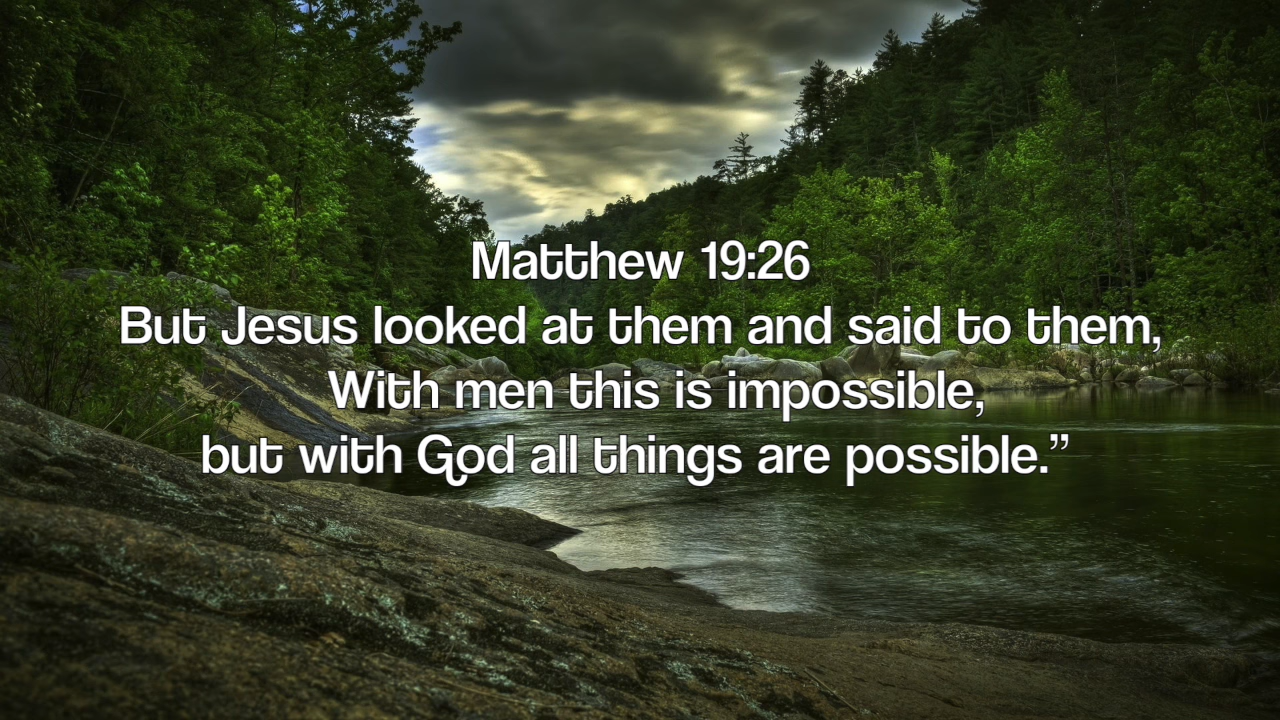 Matthew 19:26
But Jesus looked at them and said to them,
With men this is impossible,
but with God all things are possible.”